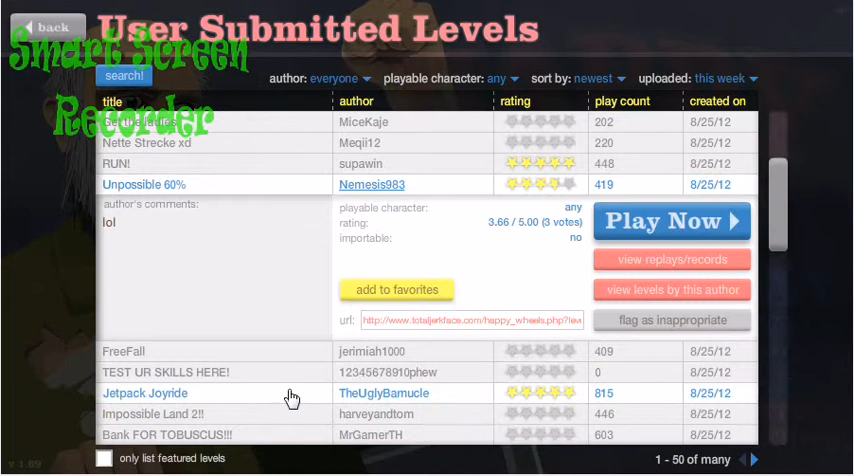 back
User Submitted Levels
Smart Screen
Recorder
search!
author: everyone playable character: any sort by: newest uploaded: this week
title author rating play count created on
MiceKaje 202 8/25/12
Nette Strecke xd Meqii12 220 8/25/12
RUN! supawin 448 8/25/12
Unpossible 60% Nemesis983 419 8/25/12
author's comments:
lol
playable character: any
rating: 3.66 / 5.00 (3 votes)
importable: no
Play Now
view replays/records
add to favorites
view levels by this author
url: http://www.totaljerkface.com/happy_wheels.php?lev
flag as inappropriate
FreeFall jerimiah1000 409 8/25/12
TEST UR SKILLS HERE! 12345678910phew 0 8/25/12
Jetpack Joyride TheUglyBarnucle 815 8/25/12
Impossible Land 2!! harveyandtom 446 8/25/12
Bank FOR TOBUSCUS!!! MrGamerTH 603 8/25/12
only list featured levels
1 - 50 of many
v 1.69